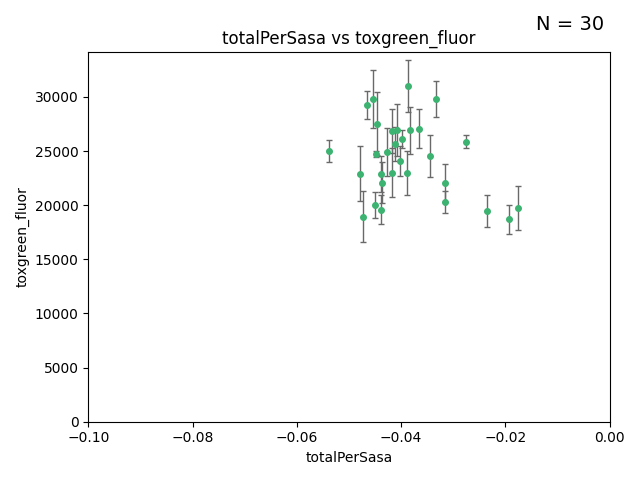 N = 30
totalPerSasa vs toxgreen_fluor
30000
25000
20000
15000
10000
5000
0
toxgreen_fluor
−0.10 −0.08 −0.06 −0.04 −0.02 0.00
totalPerSasa